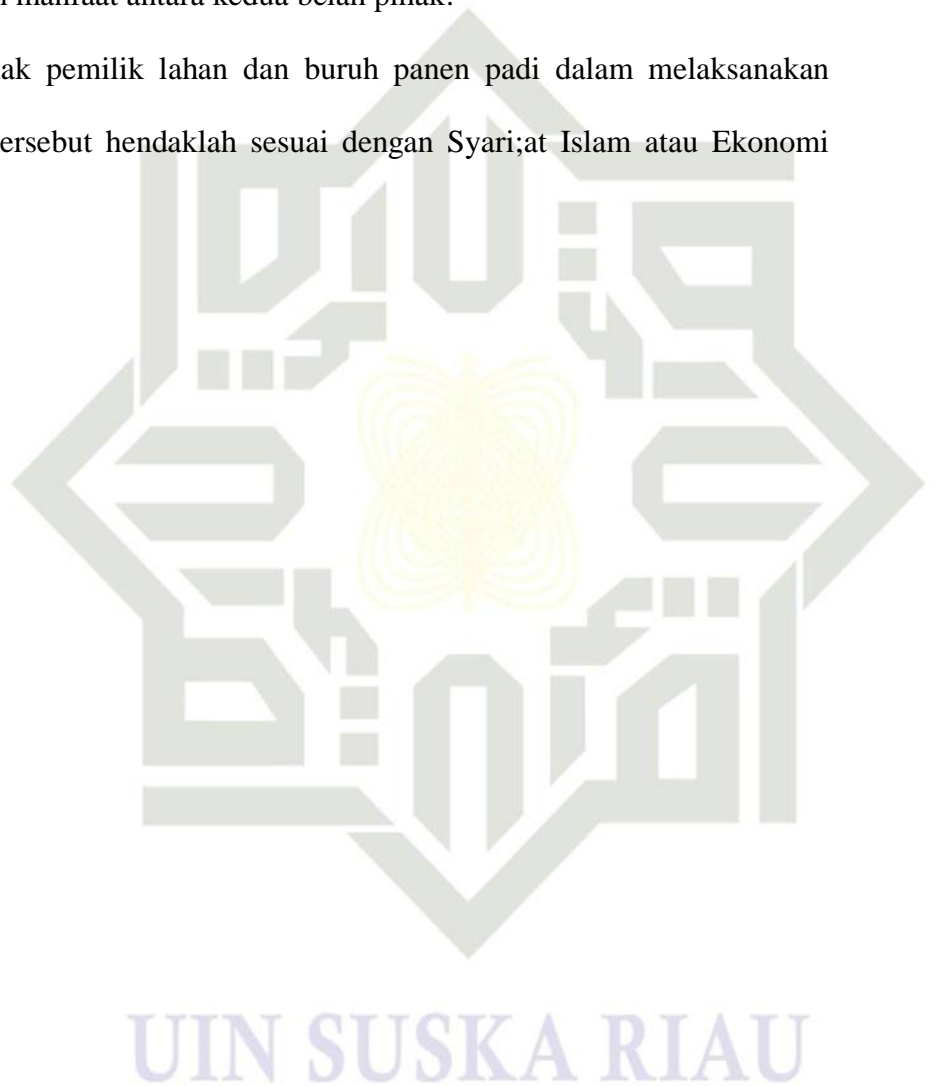 manfaat antara kedua belah pihak.
ak pemilik lahan dan buruh panen padi dalam melaksanakan
ersebut hendaklah sesuai dengan Syari;at Islam atau Ekonomi
UIN SUSKA RIAU